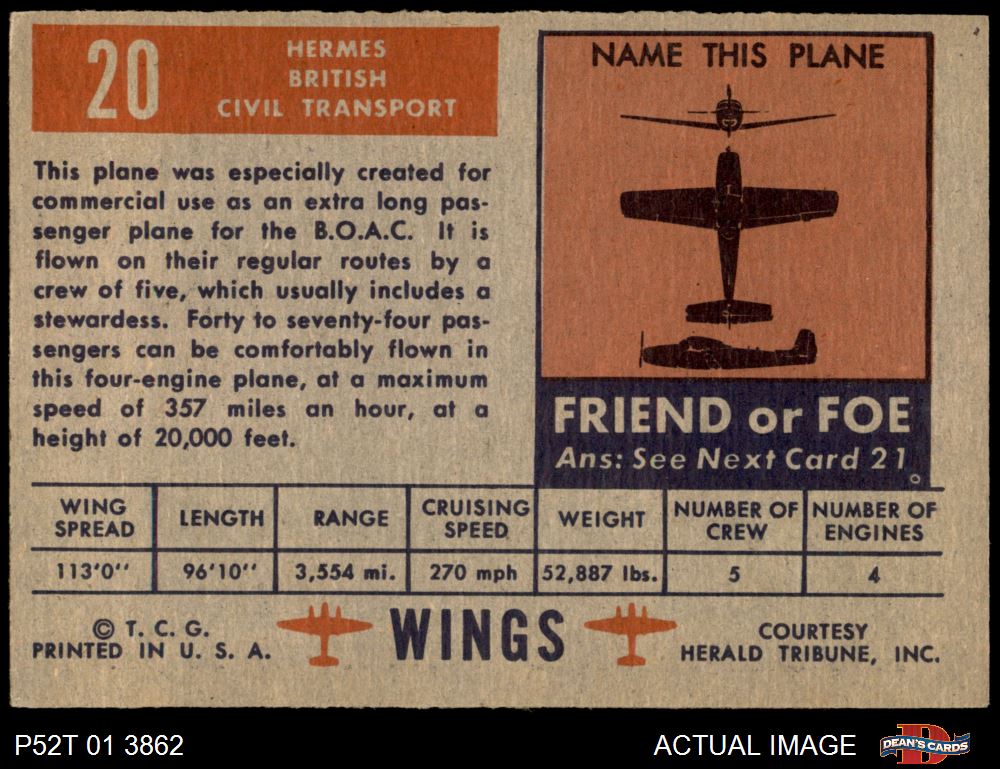 20
HERMES
BRITISH
CIVIL TRANSPORT
This plane was especially created for
commercial use as an extra long pas-
senger plane for the B.O.A.C. It is
flown on their regular routes by a
crew of five, which usually includes a
stewardess. Forty to seventy-four pas-
sengers can be comfortably flown in
this four-engine plane, at a maximum
speed of 357 miles an hour, at a
height of 20,000 feet.
NAME THIS PLANE
FRIEND or FOE
Ans: See Next Card 21
WING SPREAD LENGTH RANGE CRUISING SPEED WEIGHT NUMBER OF CREW NUMBER OF ENGINES
113'0" 96'10" 3,554 mi. 270 mph 52,887 lbs. 5 4
© T. C. G.
PRINTED IN U. S. A.
WINGS
COURTESY
HERALD TRIBUNE, INC.
P52T 01 3862
ACTUAL IMAGE
D
DEAN'S CARDS